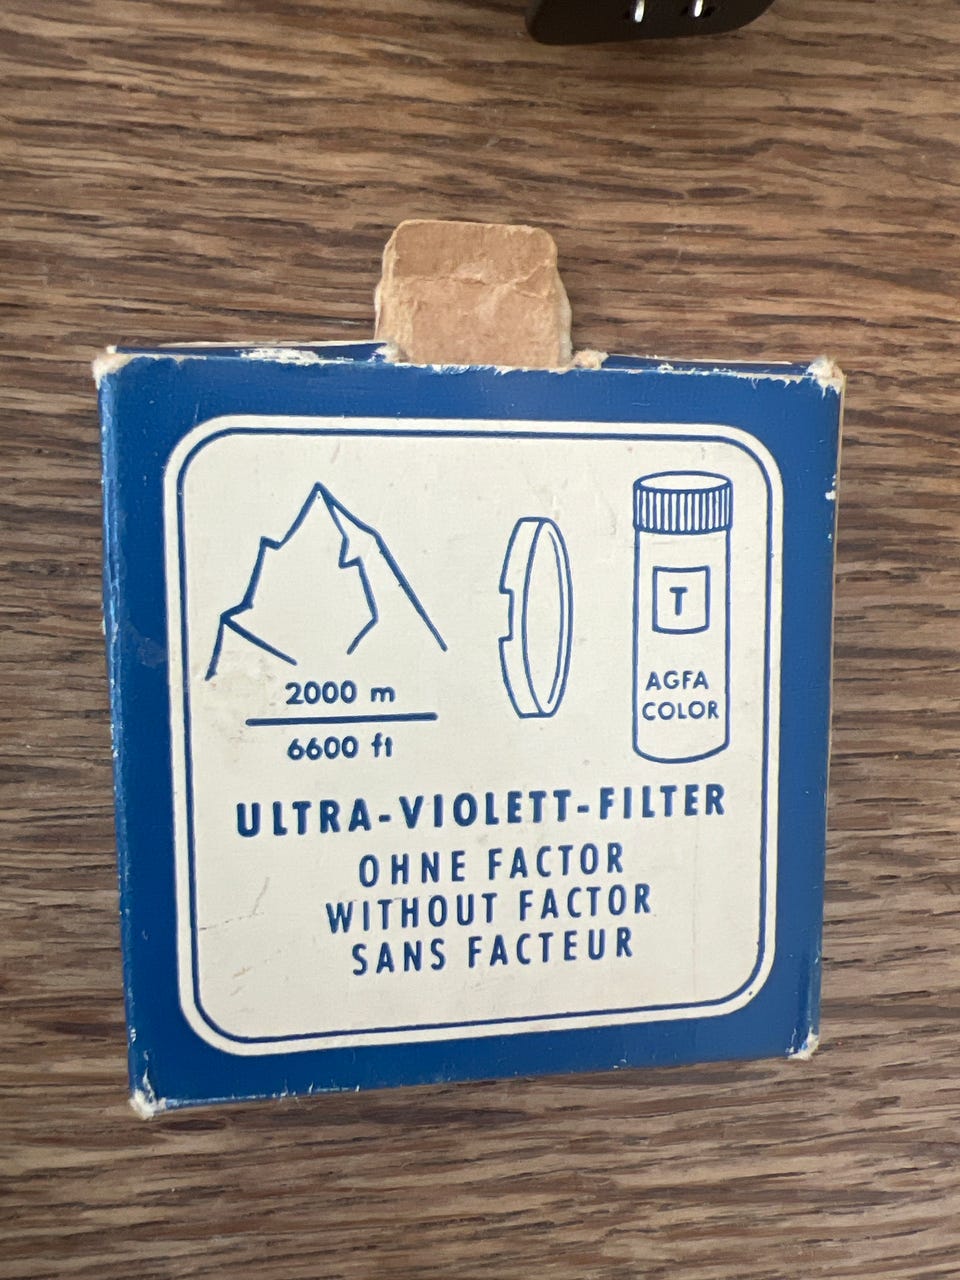 2000 m
6600 ft
T
AGFA
COLOR
ULTRA-VIOLETT-FILTER
OHNE FACTOR
WITHOUT FACTOR
SANS FACTEUR